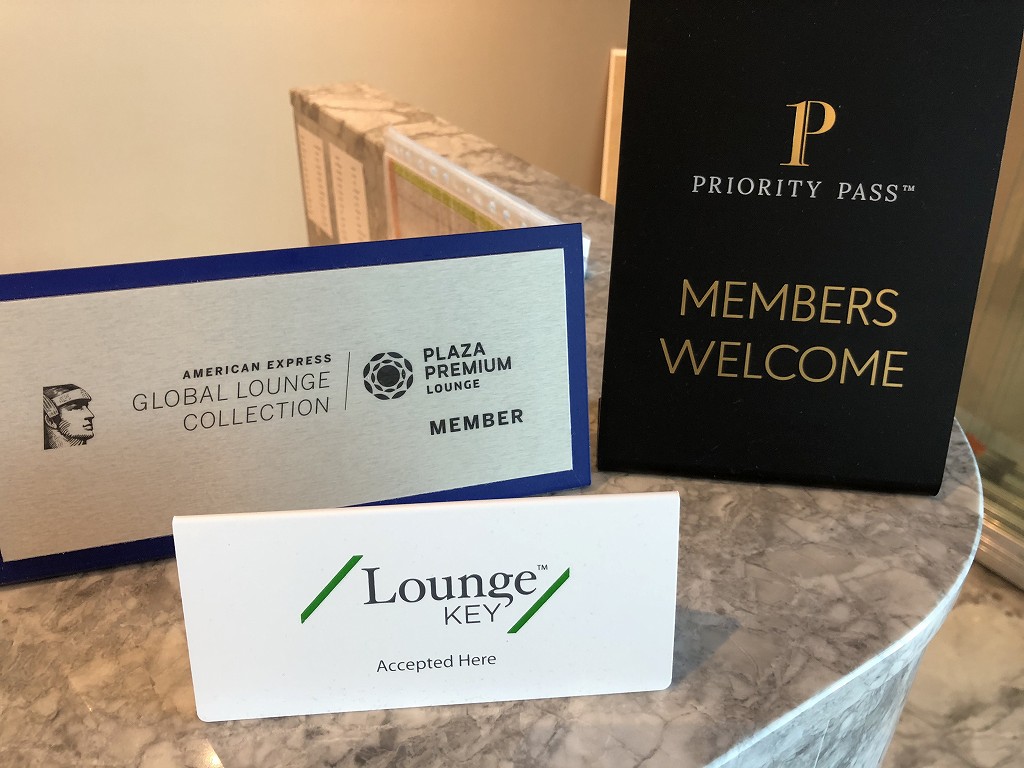 PRIORITY PASS™
MEMBERS
WELCOME
AMERICAN EXPRESS
GLOBAL LOUNGE
COLLECTION
PLAZA
PREMIUM
LOUNGE
MEMBER
Lounge™
KEY
Accepted Here